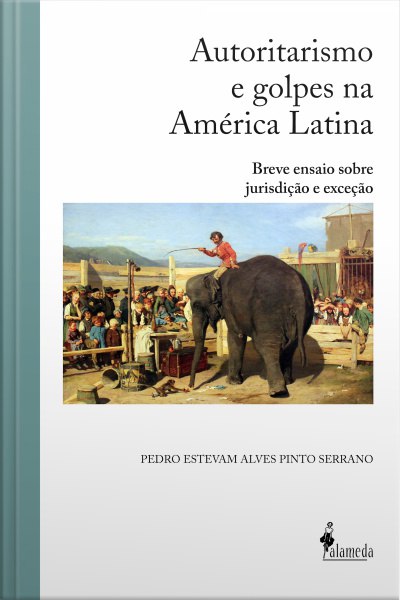 Autoritarismo
e golpes na
América Latina
Breve ensaio sobre
jurisdição e exceção
PEDRO ESTEVAM ALVES PINTO SERRANO
alameda